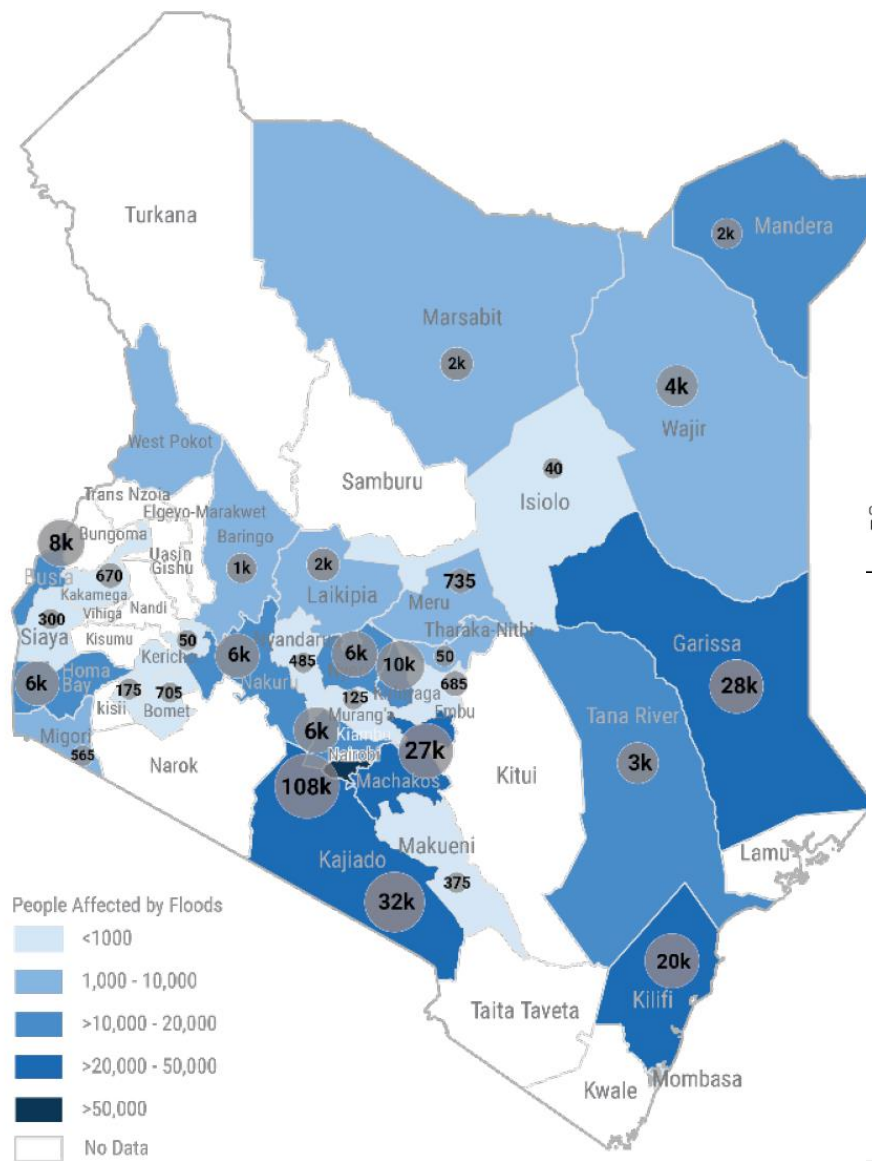 Turkana
Mandera
2k
Marsabit
2k
4k
Wajir
West Pokot
Samburu
40
Isiolo
Trans Nzoia
Elgeyo-Marakwet
8k
Bungoma
Baringo
Uasin
Gishu
1k
2k
Laikipia
735
Meru
Busia
670
Kakamega
Vihiga
Nandi
300
Siaya
Kisumu
Tharaka-Nithi
Garissa
50
485
6k
10k
50
6k
Nakuru
6k
Homa
Bay
175
kisii
705
Bomet
125
Murang'a
685
Embu
28k
Tana River
Migori
565
6k
Kiambu
Nairobi
27k
Machakos
3k
Narok
108k
Kitui
Lamu
Makueni
Kajiado
375
32k
People Affected by Floods
<1000
1,000 - 10,000
>10,000 - 20,000
>20,000 - 50,000
>50,000
No Data
20k
Kilifi
Taita Taveta
Kwale
Mombasa